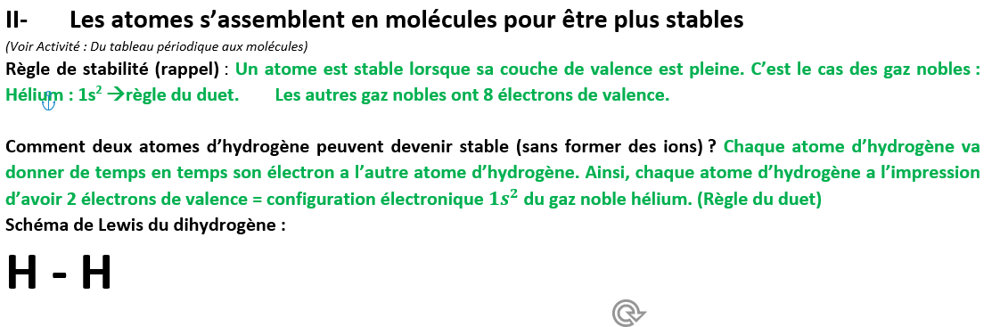 II- Les atomes s’assemblent en molécules pour être plus stables
(Voir Activité : Du tableau périodique aux molécules)
Règle de stabilité (rappel) : Un atome est stable lorsque sa couche de valence est pleine. C’est le cas des gaz nobles :
Hélium : 1s² →règle du duet. Les autres gaz nobles ont 8 électrons de valence.
Comment deux atomes d’hydrogène peuvent devenir stable (sans former des ions) ? Chaque atome d’hydrogène va
donner de temps en temps son électron a l’autre atome d’hydrogène. Ainsi, chaque atome d’hydrogène a l’impression
d’avoir 2 électrons de valence = configuration électronique 1s² du gaz noble hélium. (Règle du duet)
Schéma de Lewis du dihydrogène :
H - H